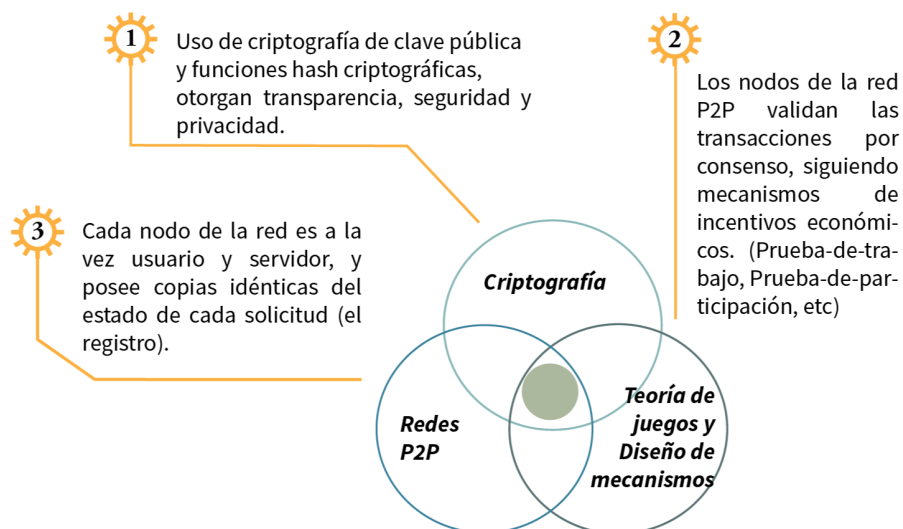 1
Uso de criptografía de clave pública
y funciones hash criptográficas,
otorgan transparencia, seguridad y
privacidad.
2
Los nodos de la red
P2P validan las
transacciones por
consenso, siguiendo
mecanismos de
incentivos económi-
cos. (Prueba-de-tra-
bajo, Prueba-de-par-
ticipación, etc)
3
Cada nodo de la red es a la
vez usuario y servidor, y
posee copias idénticas del
estado de cada solicitud (el
registro).
Criptografía
Redes
P2P
Teoría de
juegos y
Diseño de
mecanismos